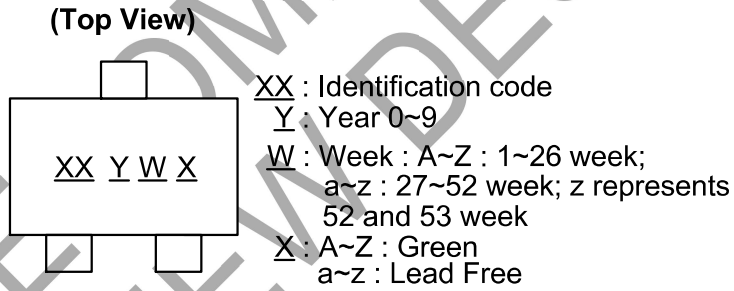 (Top View)
XX : Identification code
Y : Year 0~9
XX Y W X
W : Week : A~Z : 1~26 week;
a~z : 27~52 week; z represents
52 and 53 week
X : A~Z : Green
a~z : Lead Free